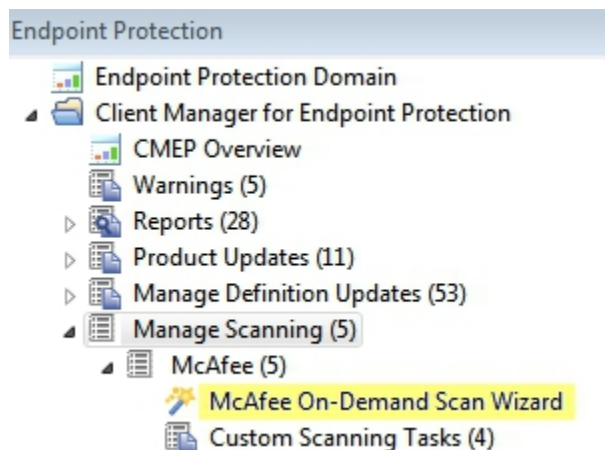 Endpoint Protection
Endpoint Protection Domain
Client Manager for Endpoint Protection
CMEP Overview
Warnings (5)
Reports (28)
Product Updates (11)
Manage Definition Updates (53)
Manage Scanning (5)
McAfee (5)
McAfee On-Demand Scan Wizard
Custom Scanning Tasks (4)